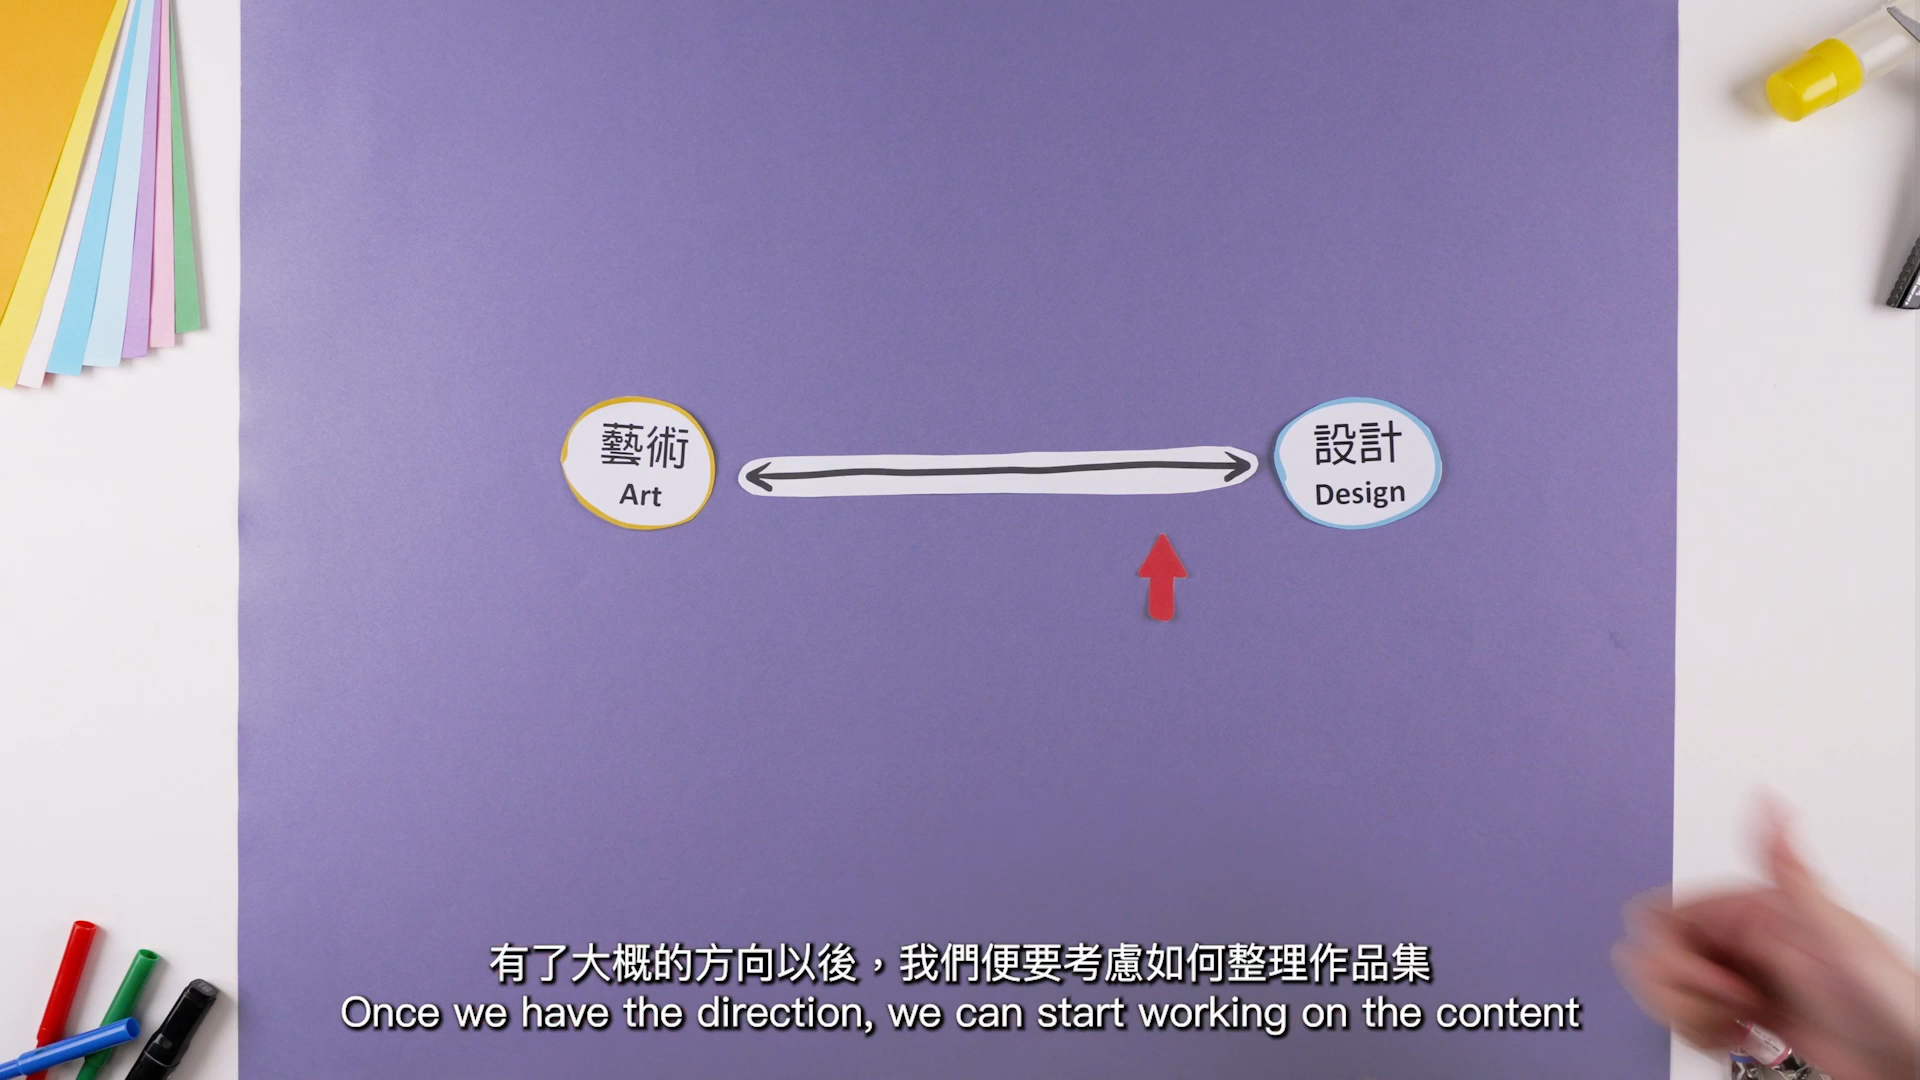 藝術
Art
設計
Design
有了大概的方向以後，我們便要考慮如何整理作品集
Once we have the direction, we can start working on the content